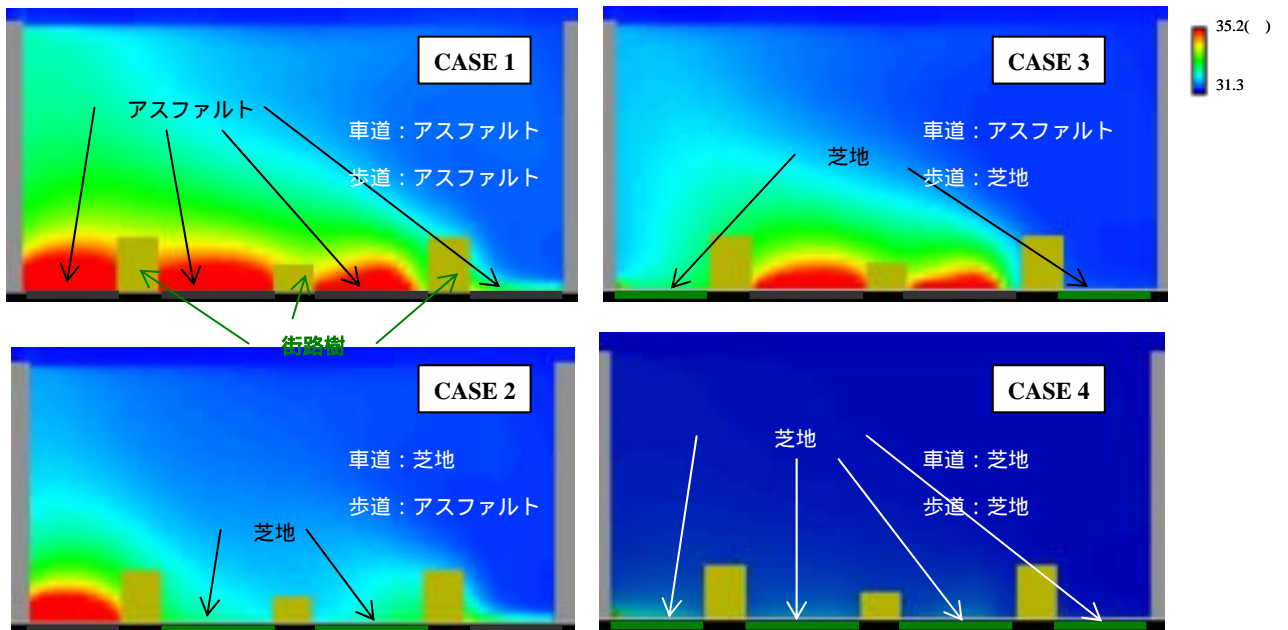 CASE 1
アスファルト
車道：アスファルト
歩道：アスファルト
街路樹
CASE 3
芝地
車道：アスファルト
歩道：芝地
35.2( )
31.3
CASE 2
車道：芝地
歩道：アスファルト
芝地
CASE 4
芝地
車道：芝地
歩道：芝地